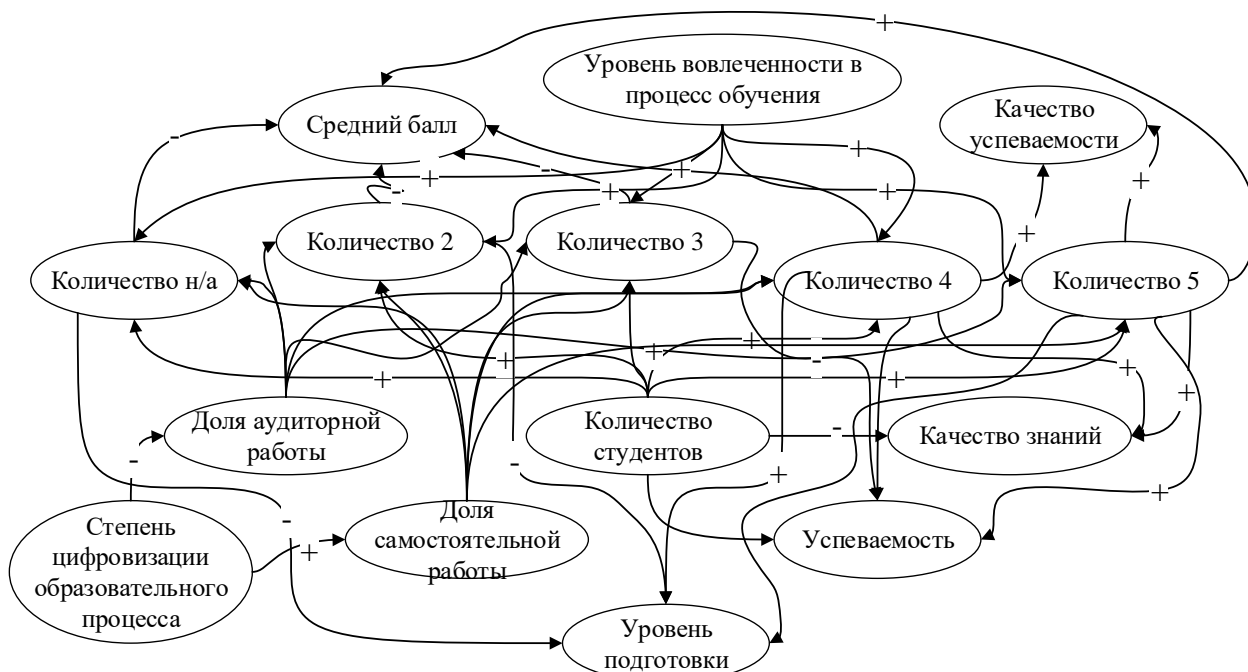 Уровень вовлеченности в
процесс обучения
Средний балл
Качество
успеваемости
Количество 2
Количество 3
Количество н/а
Количество 4
Количество 5
Доля аудиторной
работы
Количество
студентов
Качество знаний
Степень
цифровизации
образовательного
процесса
Доля
самостоятельной
работы
Успеваемость
Уровень
подготовки